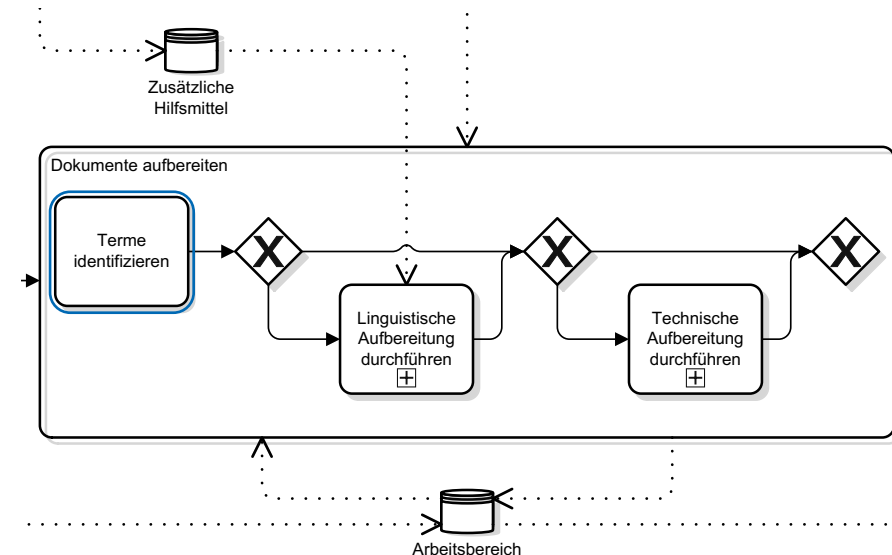 Zusätzliche
Hilfsmittel
Dokumente aufbereiten
Terme
identifizieren
X
X
X
Linguistische
Aufbereitung
durchführen
Technische
Aufbereitung
durchführen
Arbeitsbereich